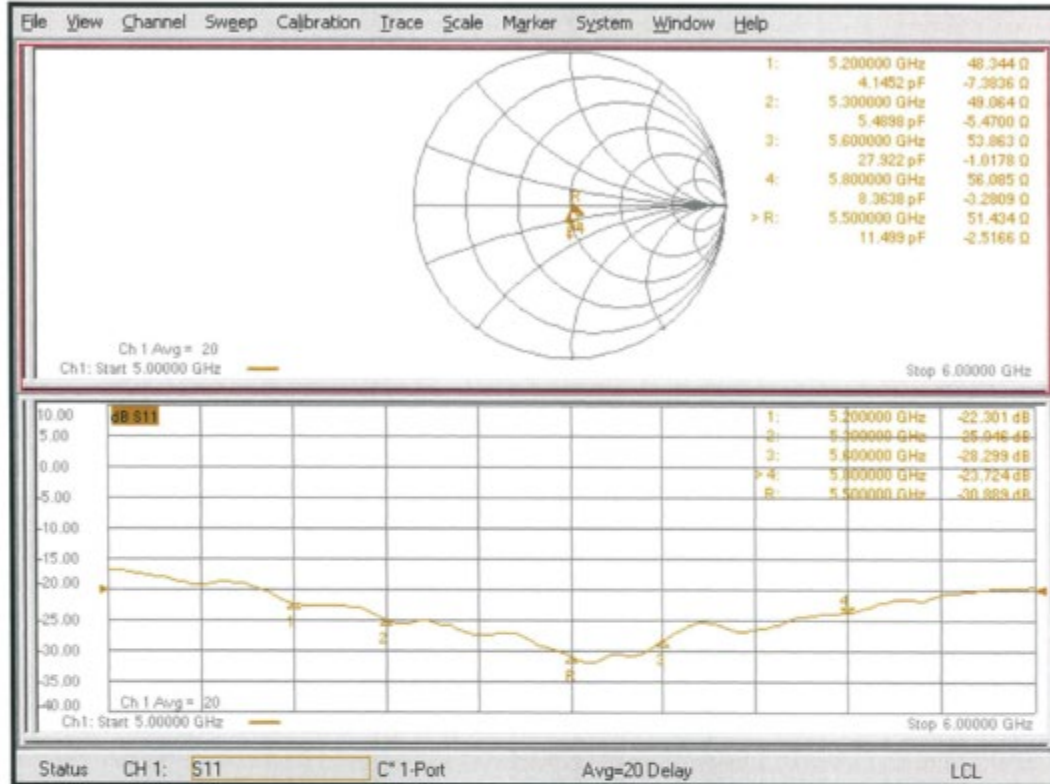 File View Channel Sweep Calibration Trace Scale Marker System Window Help
1: 5.200000 GHz 48.344 Ω
4.1452 pF -7.3836 Ω
2: 5.300000 GHz 49.064 Ω
5.4898 pF -5.4700 Ω
3: 5.600000 GHz 53.863 Ω
27.922 pF -1.0178 Ω
4: 5.800000 GHz 56.085 Ω
8.3638 pF -3.2809 Ω
> R: 5.500000 GHz 51.434 Ω
11.499 pF -2.5166 Ω
R
4
Ch 1 Avg = 20
Ch1: Start 5.00000 GHz
Stop 6.00000 GHz
10.00 dB S11
1: 5.200000 GHz -22.301 dB
5.00
2: 5.300000 GHz -25.046 dB
3: 5.600000 GHz -28.299 dB
0.00
> 4: 5.800000 GHz -23.724 dB
-5.00
R: 5.500000 GHz -30.889 dB
-10.00
-15.00
-20.00
4
-25.00
1
2
-30.00
3
R
-35.00
-40.00
Ch 1 Avg = 20
Ch1: Start 5.00000 GHz
Stop 6.00000 GHz
Status CH 1: S11 C* 1-Port Avg=20 Delay LCL